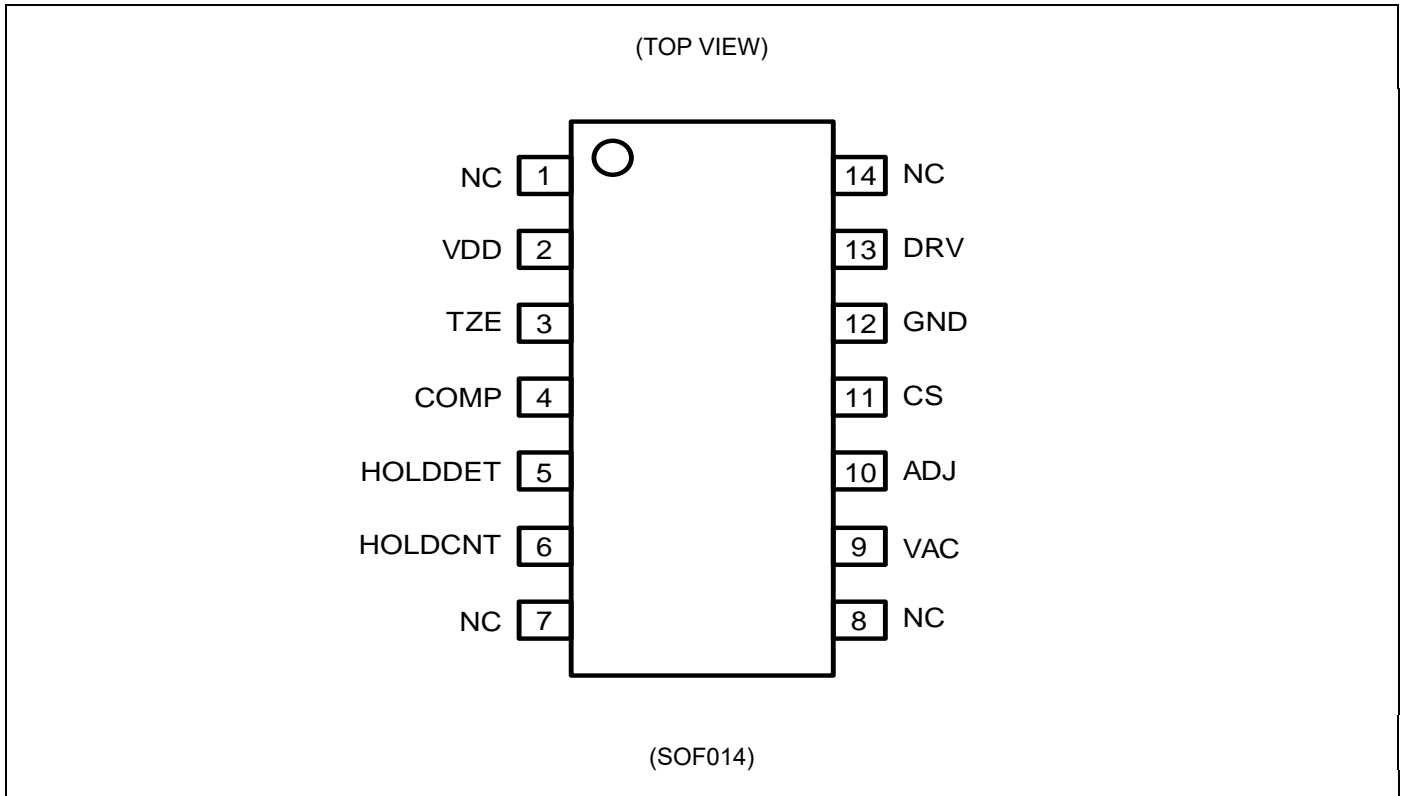 (TOP VIEW)
NC 1 14 NC
VDD 2 13 DRV
TZE 3 12 GND
COMP 4 11 CS
HOLDDET 5 10 ADJ
HOLDCNT 6 9 VAC
NC 7 8 NC
(SOF014)